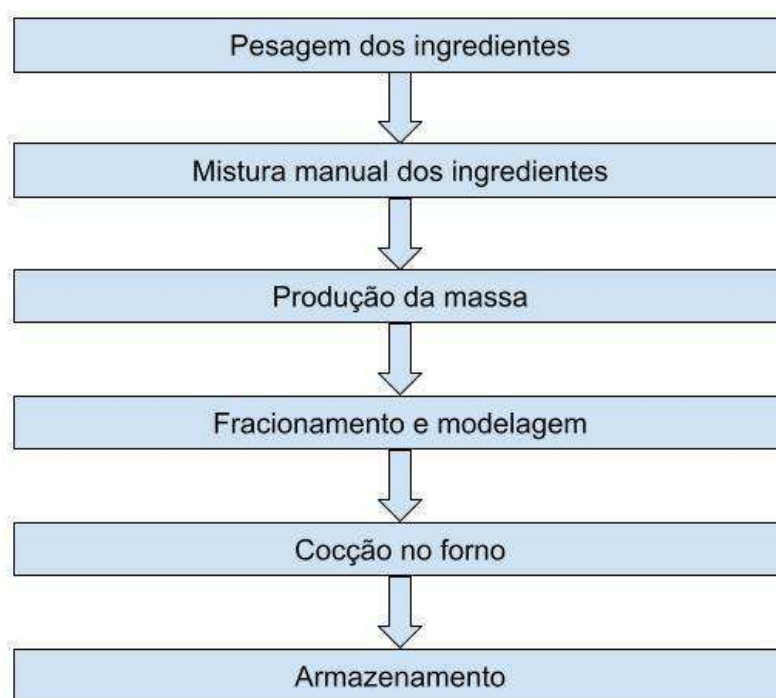 Pesagem dos ingredientes
Mistura manual dos ingredientes
Produção da massa
Fracionamento e modelagem
Cocção no forno
Armazenamento